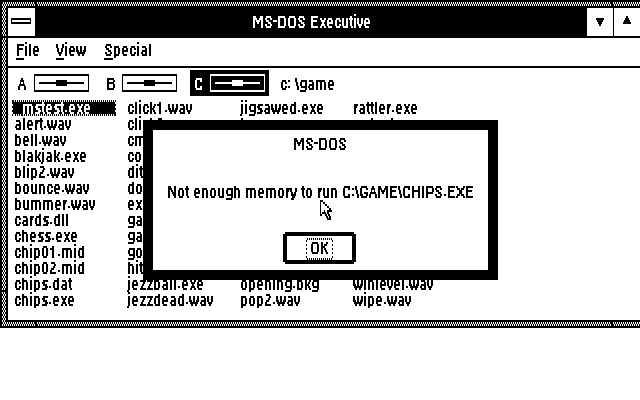 MS-DOS Executive
File View Special
A B C c: \game
mstest.exe click1.wav jigsawed.exe rattler.exe
alert.wav
bell.wav
blakjak.exe
blip2.wav
bounce.wav
bummer.wav
cards.dll
chess.exe
chip01.mid
chip02.mid
chips.dat jezzball.exe opening.bkg winlevel.wav
chips.exe jezzdead.wav pop2.wav wipe.wav
MS-DOS
Not enough memory to run C:\GAME\CHIPS.EXE
OK